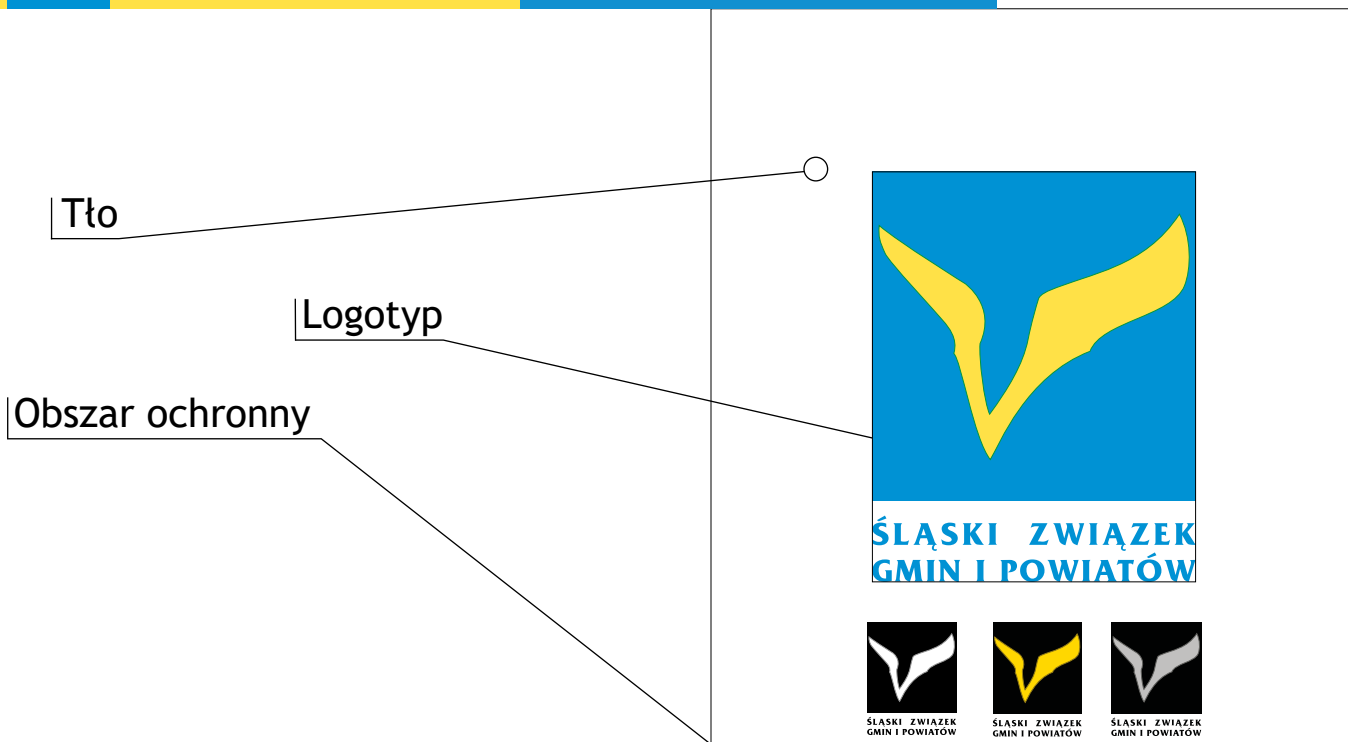 Tło
Logotyp
Obszar ochronny
ŚLĄSKI ZWIĄZEK
GMIN I POWIATÓW
ŚLĄSKI ZWIĄZEK
GMIN I POWIATÓW
ŚLĄSKI ZWIĄZEK
GMIN I POWIATÓW
ŚLĄSKI ZWIĄZEK
GMIN I POWIATÓW